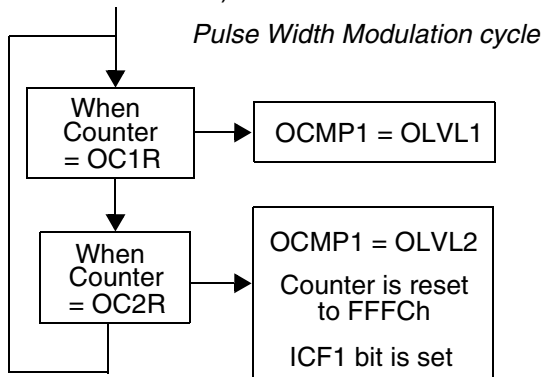 Pulse Width Modulation cycle
When
Counter
= OC1R
OCMP1 = OLVL1
When
Counter
= OC2R
OCMP1 = OLVL2
Counter is reset
to FFFCh
ICF1 bit is set